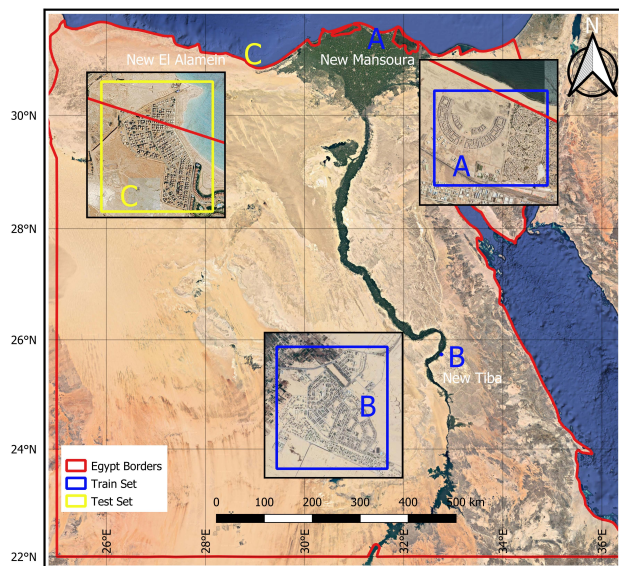 N
New El Alamein
C
A
New Mansoura
30°N
C
A
28°N
26°N
B
New Tiba
B
24°N
Egypt Borders
Train Set
Test Set
0 100 200 300 400 500 km
22°N
26°E
28°E
30°E
32°E
34°E
36°E